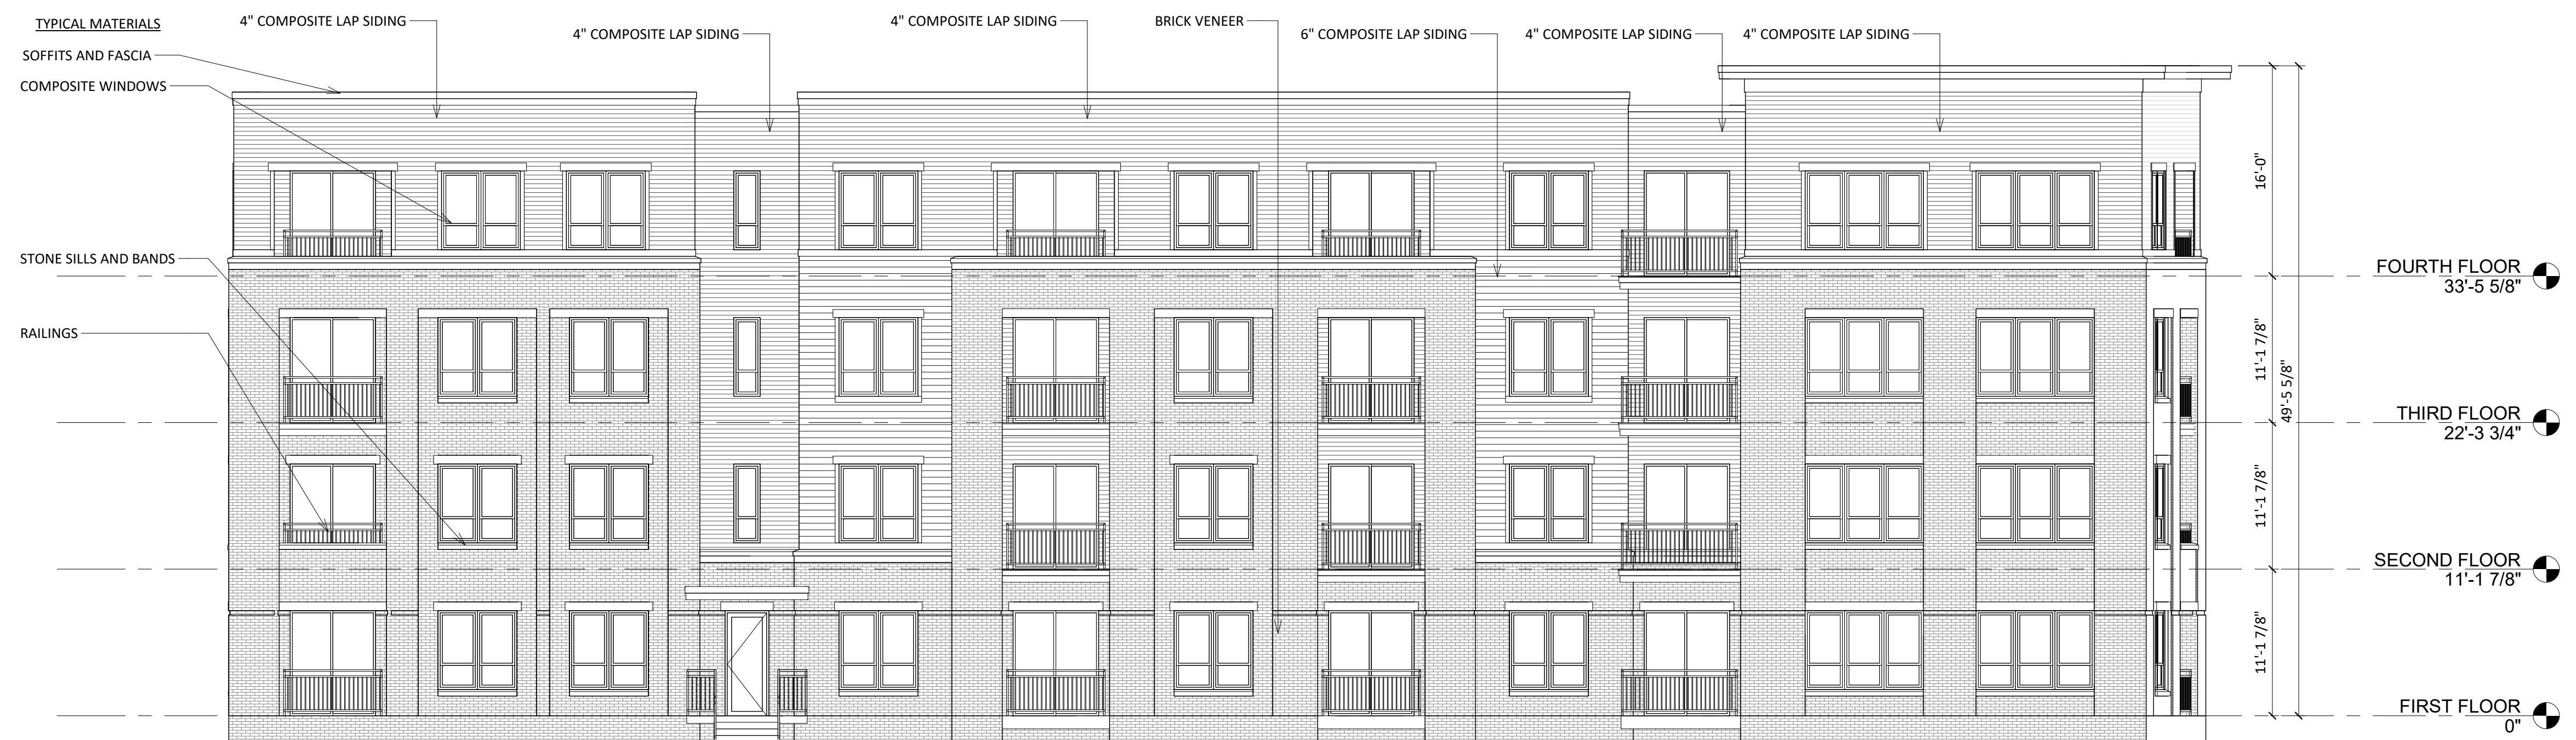 TYPICAL MATERIALS
SOFFITS AND FASCIA
COMPOSITE WINDOWS
STONE SILLS AND BANDS
RAILINGS
4" COMPOSITE LAP SIDING
4" COMPOSITE LAP SIDING
4" COMPOSITE LAP SIDING
BRICK VENEER
6" COMPOSITE LAP SIDING
4" COMPOSITE LAP SIDING
4" COMPOSITE LAP SIDING
16'-0"
11'-1 7/8"
11'-1 7/8"
11'-1 7/8"
49'-5 5/8"
FOURTH FLOOR
33'-5 5/8"
THIRD FLOOR
22'-3 3/4"
SECOND FLOOR
11'-1 7/8"
FIRST FLOOR
0"